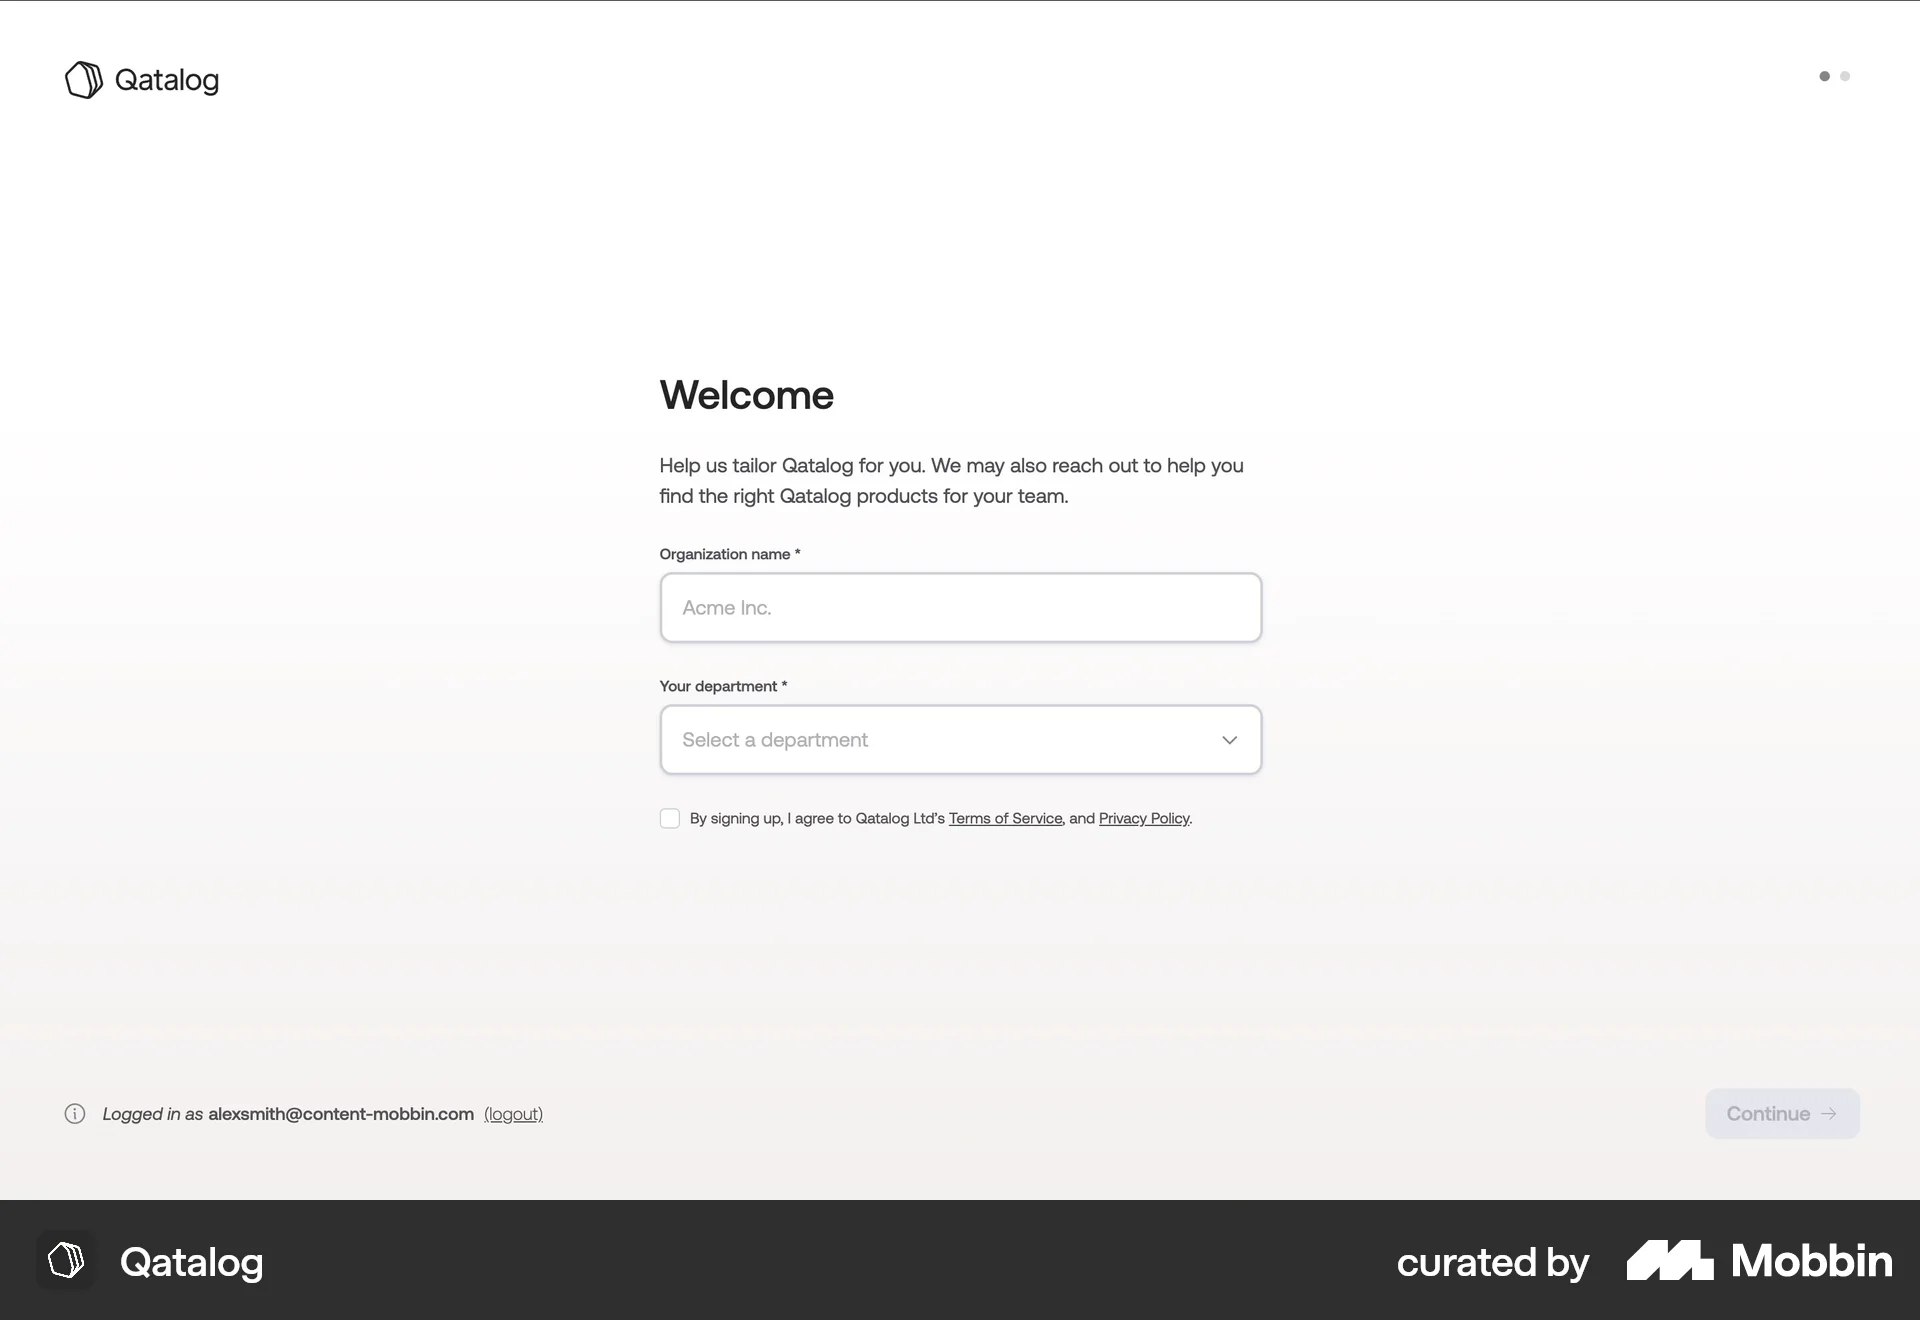 Qatalog
Welcome
Help us tailor Qatalog for you. We may also reach out to help you
find the right Qatalog products for your team.
Organization name *
Acme Inc.
Your department *
Select a department
By signing up, I agree to Qatalog Ltd’s Terms of Service, and Privacy Policy.
Logged in as alexsmith@content-mobbin.com (logout)
Continue →
Qatalog
curated by Mobbin